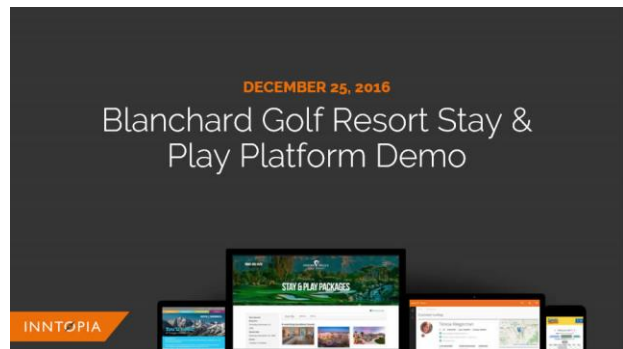 DECEMBER 25, 2016
Blanchard Golf Resort Stay &
Play Platform Demo
STAY & PLAY PACKAGES
INNTOPIA